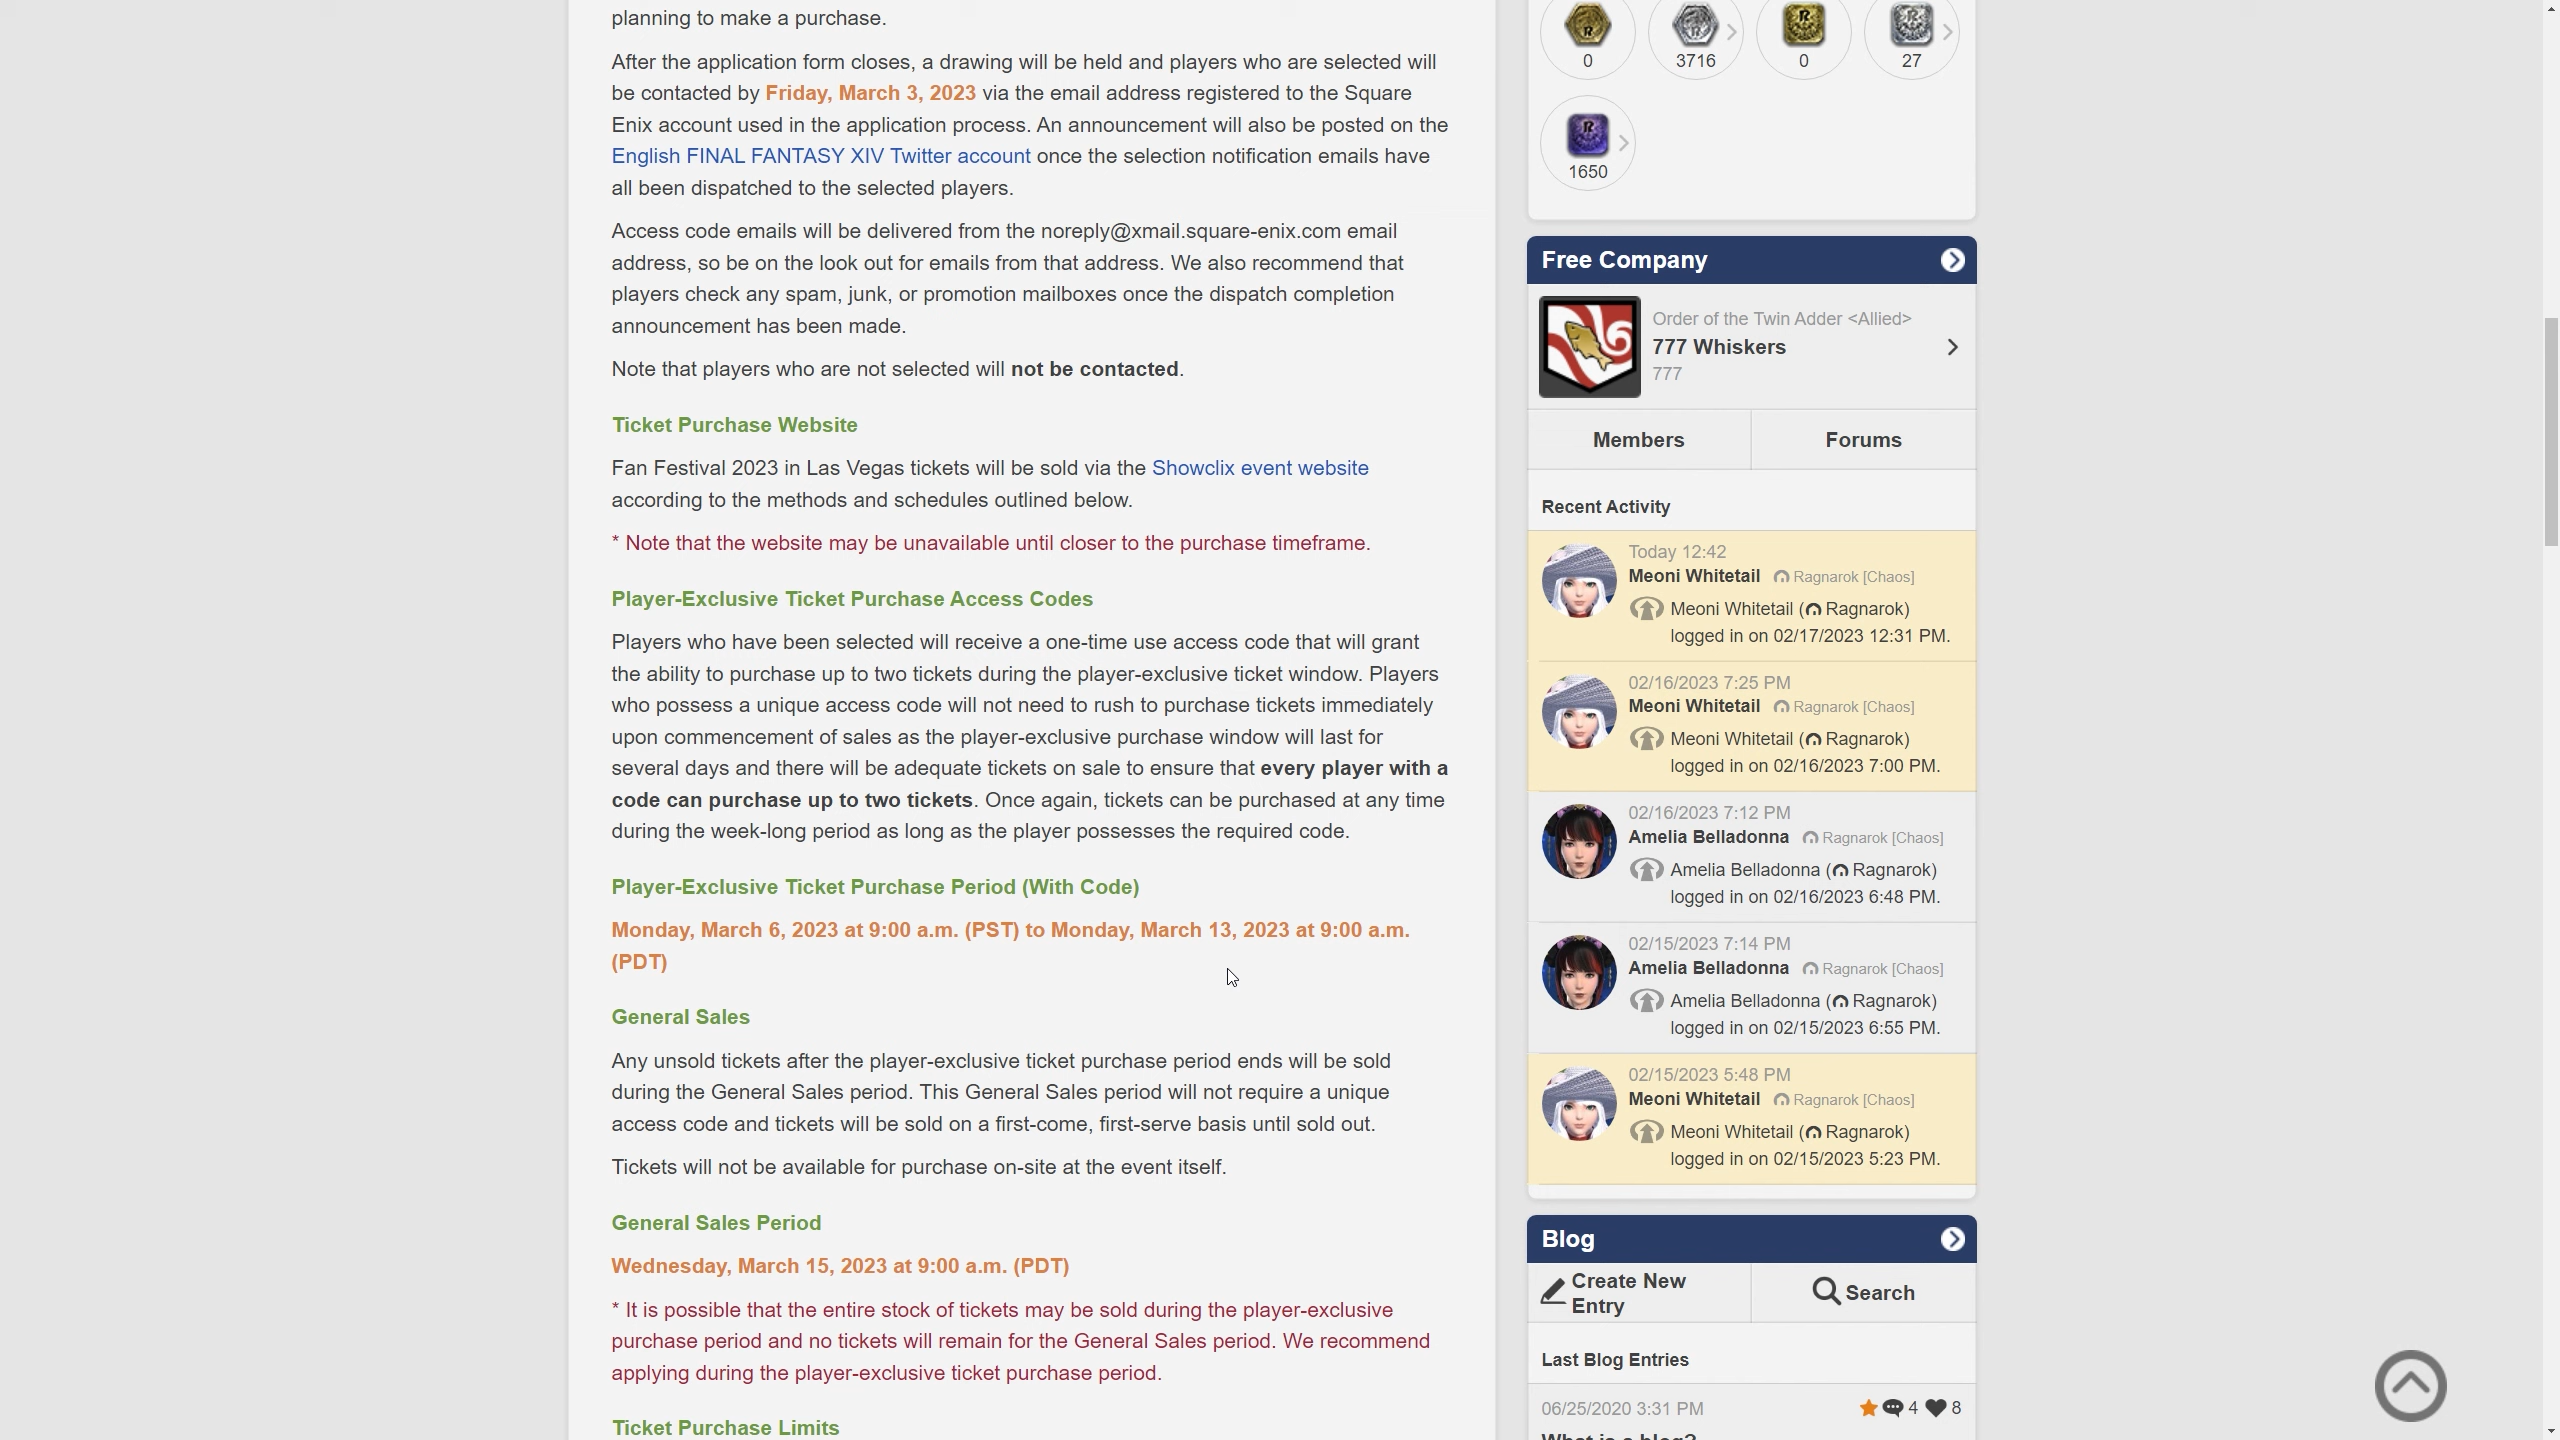 planning to make a purchase.
After the application form closes, a drawing will be held and players who are selected will
be contacted by Friday, March 3, 2023 via the email address registered to the Square
Enix account used in the application process. An announcement will also be posted on the
English FINAL FANTASY XIV Twitter account once the selection notification emails have
all been dispatched to the selected players.
Access code emails will be delivered from the noreply@xmail.square-enix.com email
address, so be on the look out for emails from that address. We also recommend that
players check any spam, junk, or promotion mailboxes once the dispatch completion
announcement has been made.
Note that players who are not selected will not be contacted.
Ticket Purchase Website
Fan Festival 2023 in Las Vegas tickets will be sold via the Showclix event website
according to the methods and schedules outlined below.
* Note that the website may be unavailable until closer to the purchase timeframe.
Player-Exclusive Ticket Purchase Access Codes
Players who have been selected will receive a one-time use access code that will grant
the ability to purchase up to two tickets during the player-exclusive ticket window. Players
who possess a unique access code will not need to rush to purchase tickets immediately
upon commencement of sales as the player-exclusive purchase window will last for
several days and there will be adequate tickets on sale to ensure that every player with a
code can purchase up to two tickets. Once again, tickets can be purchased at any time
during the week-long period as long as the player possesses the required code.
Player-Exclusive Ticket Purchase Period (With Code)
Monday, March 6, 2023 at 9:00 a.m. (PST) to Monday, March 13, 2023 at 9:00 a.m.
(PDT)
General Sales
Any unsold tickets after the player-exclusive ticket purchase period ends will be sold
during the General Sales period. This General Sales period will not require a unique
access code and tickets will be sold on a first-come, first-serve basis until sold out.
Tickets will not be available for purchase on-site at the event itself.
General Sales Period
Wednesday, March 15, 2023 at 9:00 a.m. (PDT)
* It is possible that the entire stock of tickets may be sold during the player-exclusive
purchase period and no tickets will remain for the General Sales period. We recommend
applying during the player-exclusive ticket purchase period.
Ticket Purchase Limits
0 3716 0 27
1650
Free Company
Order of the Twin Adder <Allied>
777 Whiskers
777
Members Forums
Recent Activity
Today 12:42
Meoni Whitetail Ragnarok [Chaos]
Meoni Whitetail (Ragnarok)
logged in on 02/17/2023 12:31 PM.
02/16/2023 7:25 PM
Meoni Whitetail Ragnarok [Chaos]
Meoni Whitetail (Ragnarok)
logged in on 02/16/2023 7:00 PM.
02/16/2023 7:12 PM
Amelia Belladonna Ragnarok [Chaos]
Amelia Belladonna (Ragnarok)
logged in on 02/16/2023 6:48 PM.
02/15/2023 7:14 PM
Amelia Belladonna Ragnarok [Chaos]
Amelia Belladonna (Ragnarok)
logged in on 02/15/2023 6:55 PM.
02/15/2023 5:48 PM
Meoni Whitetail Ragnarok [Chaos]
Meoni Whitetail (Ragnarok)
logged in on 02/15/2023 5:23 PM.
Blog
Create New
Entry
Search
Last Blog Entries
06/25/2020 3:31 PM 4 8
What is a blog?